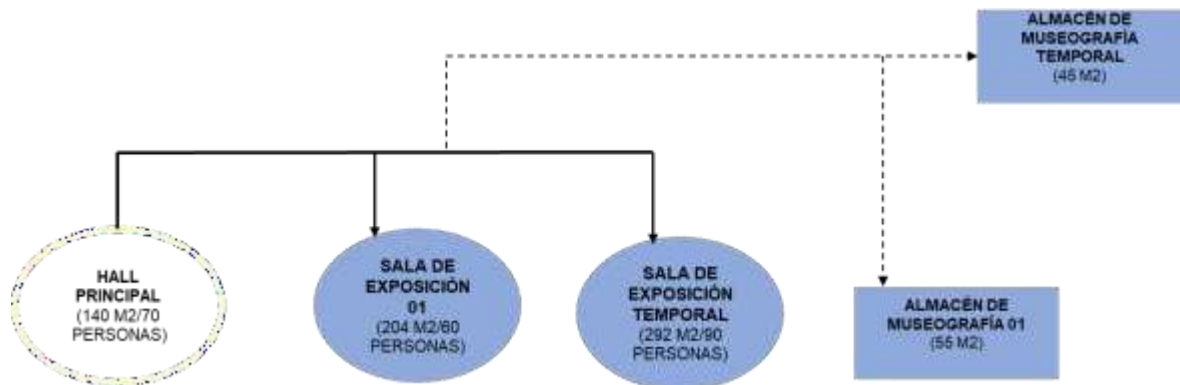 ALMACÉN DE
MUSEOGRAFÍA
TEMPORAL
(45 M2)
HALL
PRINCIPAL
(140 M2/70
PERSONAS)
SALA DE
EXPOSICIÓN
01
(204 M2/60
PERSONAS)
SALA DE
EXPOSICIÓN
TEMPORAL
(292 M2/90
PERSONAS)
ALMACÉN DE
MUSEOGRAFÍA 01
(55 M2)